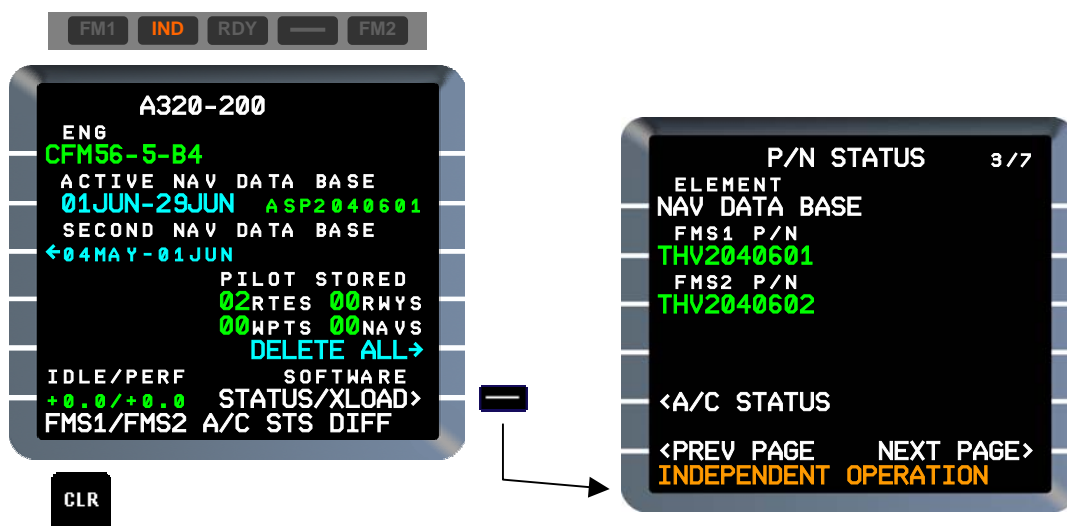 FM1 IND RDY FM2
A320-200
ENG
CFM56-5-B4
ACTIVE NAV DATA BASE
01JUN-29JUN ASP2040601
SECOND NAV DATA BASE
←04MAY-01JUN
PILOT STORED
02RTES 00RWYS
00WPTS 00NAVS
DELETE ALL→
IDLE/PERF SOFTWARE
+0.0/+0.0 STATUS/XLOAD>
FMS1/FMS2 A/C STS DIFF
CLR
P/N STATUS 3/7
ELEMENT
NAV DATA BASE
FMS1 P/N
THV2040601
FMS2 P/N
THV2040602
<A/C STATUS
<PREV PAGE NEXT PAGE>
INDEPENDENT OPERATION